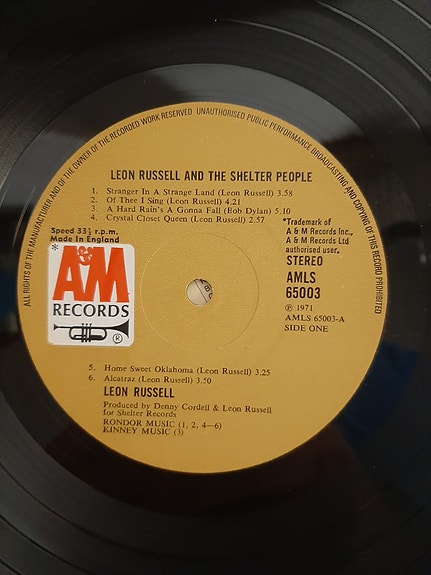 ALL RIGHTS OF THE MANUFACTURER AND OF THE OWNER OF THE RECORDED WORK RESERVED UNAUTHORISED PUBLIC PERFORMANCE BROADCASTING AND COPYING OF THIS RECORD PROHIBITED
LEON RUSSELL AND THE SHELTER PEOPLE
1. Stranger In A Strange Land (Leon Russell) 3.58
2. Of Thee I Sing (Leon Russell) 4.21
3. A Hard Rain's A Gonna Fall (Bob Dylan) 5.10
4. Crystal Closet Queen (Leon Russell) 2.57
Speed 33⅓ r.p.m.
Made In England
*Trademark of
A & M Records Inc.,
A & M Records Ltd
authorised user.
* A&M
RECORDS
®
STEREO
AMLS
65003
℗ 1971
AMLS 65003-A
SIDE ONE
5. Home Sweet Oklahoma (Leon Russell) 3.25
6. Alcatraz (Leon Russell) 3.50
LEON RUSSELL
Produced by Denny Cordell & Leon Russell
for Shelter Records
RONDOR MUSIC (1, 2, 4—6)
KINNEY MUSIC (3)